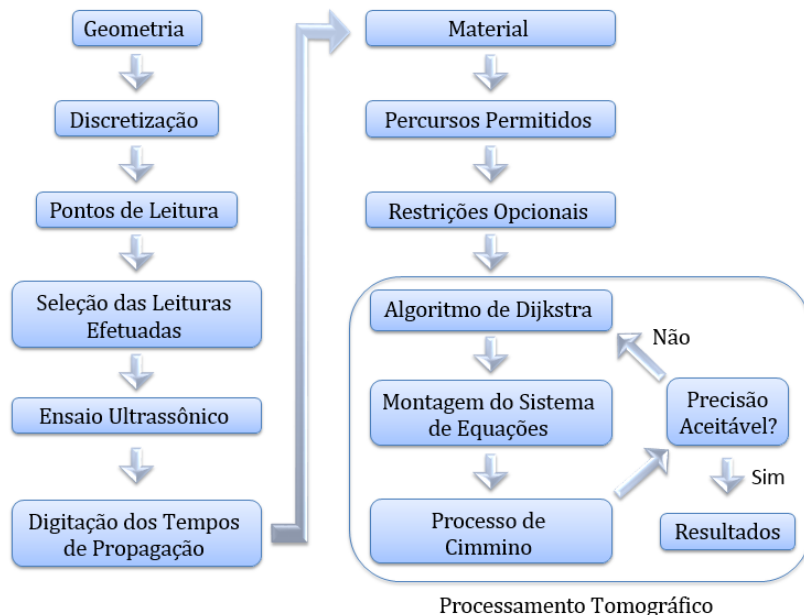 Geometria
Discretização
Pontos de Leitura
Seleção das Leituras
Efetuadas
Ensaio Ultrassônico
Digitação dos Tempos
de Propagação
Material
Percursos Permitidos
Restrições Opcionais
Algoritmo de Dijkstra
Montagem do Sistema
de Equações
Processo de
Cimmino
Precisão
Aceitável?
Não
Sim
Resultados
Processamento Tomográfico